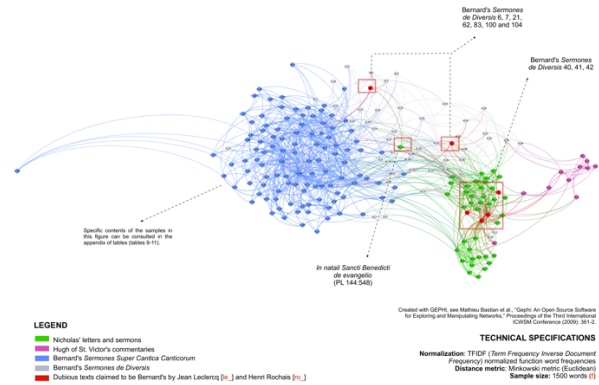 Bernard's Sermones
de Diversis 6, 7, 21,
62, 83, 100 and 104
Bernard's Sermones
de Diversis 40, 41, 42
Specific contents of the samples in
this figure can be consulted in the
appendix of tables (tables 9-11).
In natali Sancti Benedicti
de evangelio
(PL 144:548)
Created with GEPHI, see Mathieu Bastian et al., "Gephi: An Open Source Software
for Exploring and Manipulating Networks," Proceedings of the Third International
ICWSM Conference (2009): 361-2.
LEGEND
Nicholas' letters and sermons
Hugh of St. Victor's commentaries
Bernard's Sermones Super Cantica Canticorum
Bernard's Sermones de Diversis
Dubious texts claimed to be Bernard's by Jean Leclercq [le_] and Henri Rochais [ro_]
TECHNICAL SPECIFICATIONS
Normalization: TFIDF (Term Frequency Inverse Document
Frequency) normalized function word frequencies
Distance metric: Minkowski metric (Euclidean)
Sample size: 1500 words (!)